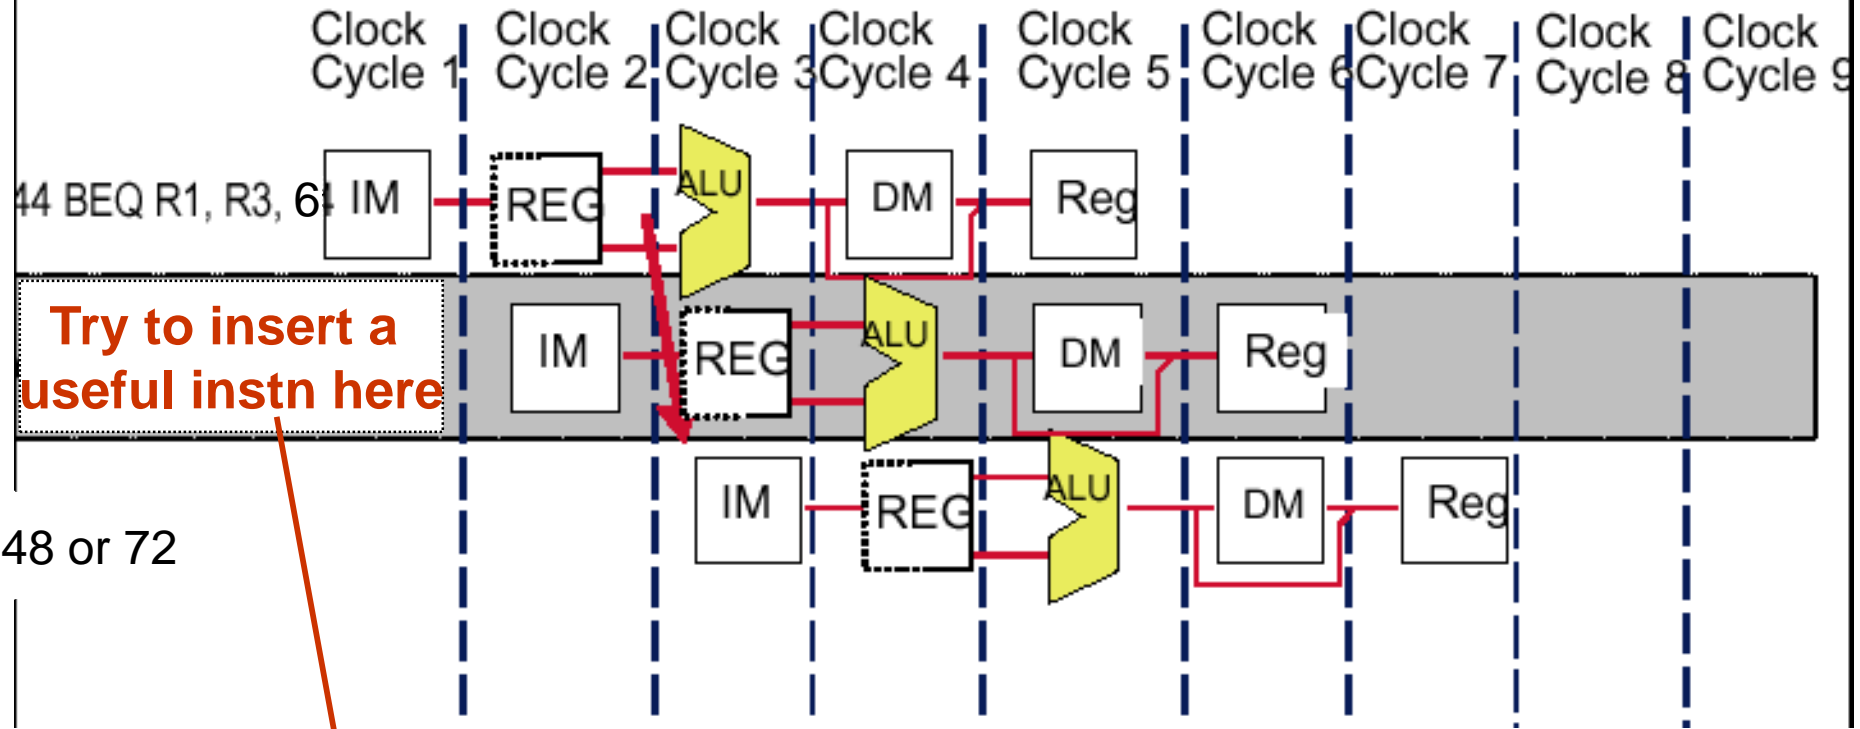 Clock Clock Clock Clock Clock Clock Clock Clock Clock
Cycle 1 Cycle 2 Cycle 3 Cycle 4 Cycle 5 Cycle 6 Cycle 7 Cycle 8 Cycle 9
44 BEQ R1, R3, 64 IM REG ALU DM Reg
Try to insert a
useful instn here
IM REG ALU DM Reg
IM REG ALU DM Reg
48 or 72